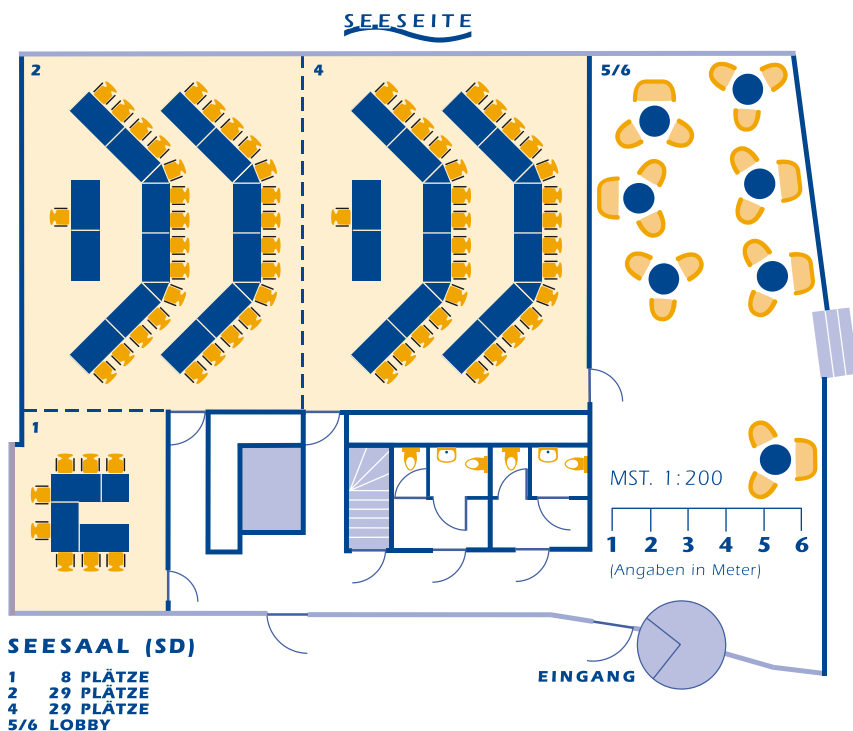 SEESEITE
2
4
5/6
1
MST. 1:200
1 2 3 4 5 6
(Angaben in Meter)
SEESAAL (SD)
EINGANG
1 8 PLÄTZE
2 29 PLÄTZE
4 29 PLÄTZE
5/6 LOBBY